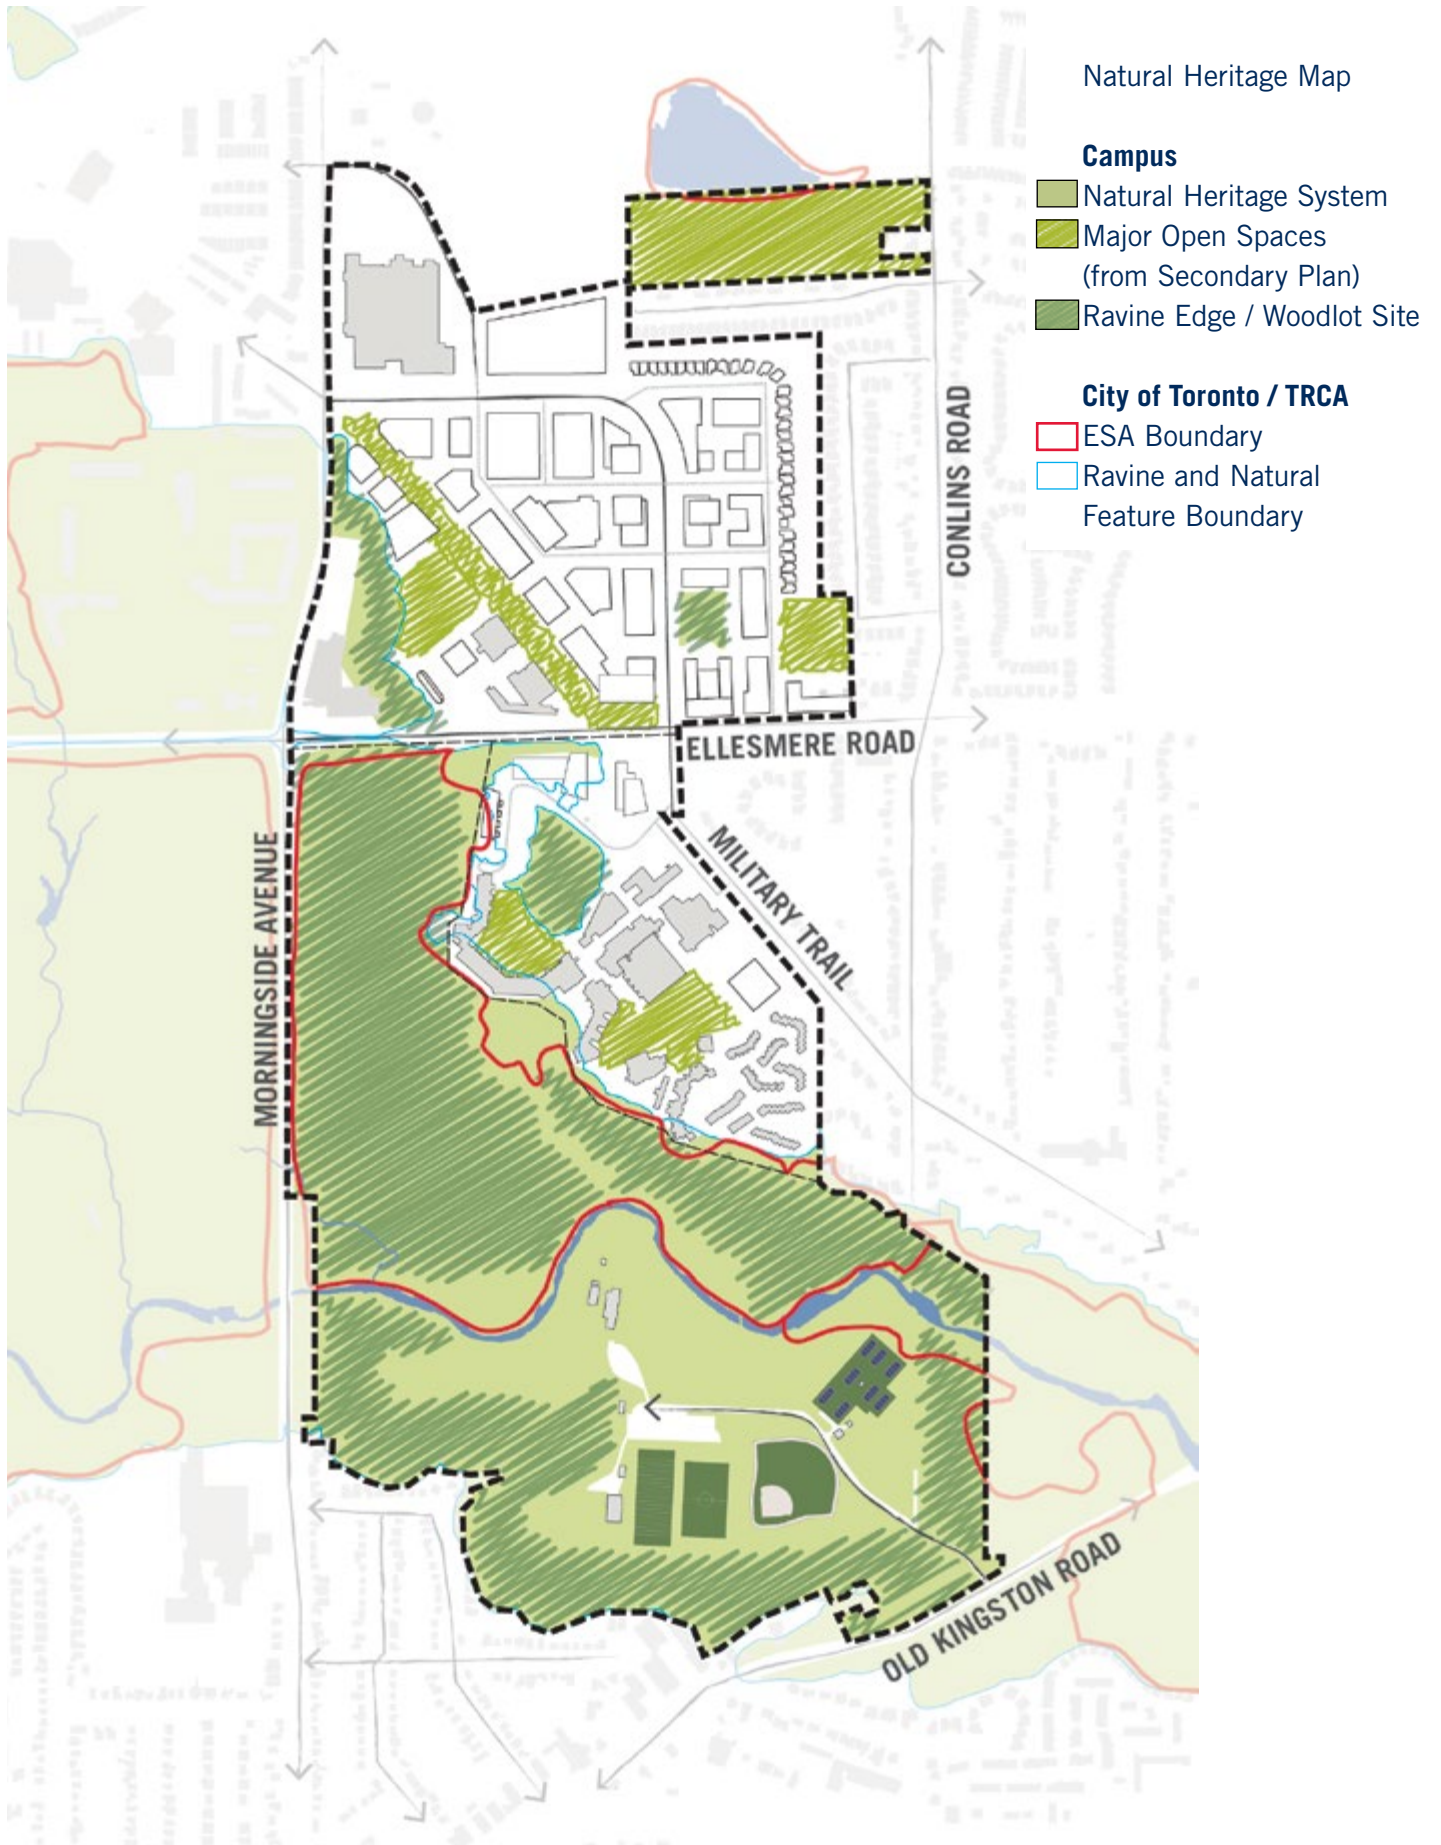 Natural Heritage Map
Campus
Natural Heritage System
Major Open Spaces
(from Secondary Plan)
Ravine Edge / Woodlot Site
City of Toronto / TRCA
ESA Boundary
Ravine and Natural
Feature Boundary
CONLINS ROAD
ELLESMERE ROAD
MILITARY TRAIL
MORNINGSIDE AVENUE
OLD KINGSTON ROAD